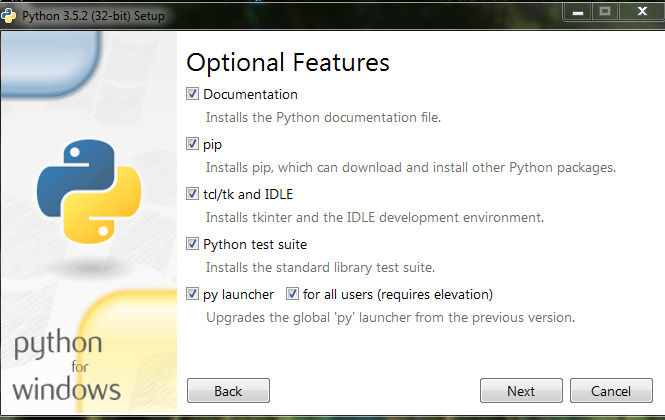 Python 3.5.2 (32-bit) Setup
Optional Features
Documentation
Installs the Python documentation file.
pip
Installs pip, which can download and install other Python packages.
tcl/tk and IDLE
Installs tkinter and the IDLE development environment.
Python test suite
Installs the standard library test suite.
py launcher for all users (requires elevation)
Upgrades the global 'py' launcher from the previous version.
python
for
windows
Back Next Cancel